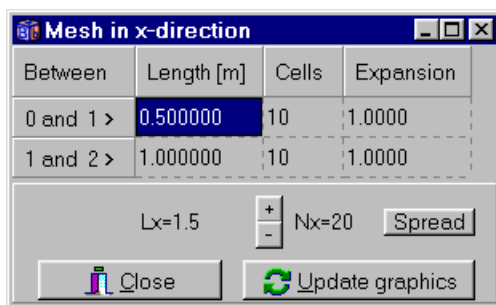 Mesh in x-direction
Between Length [m] Cells Expansion
0 and 1 > 0.500000 10 1.0000
1 and 2 > 1.000000 10 1.0000
Lx=1.5 + - Nx=20 Spread
Close Update graphics